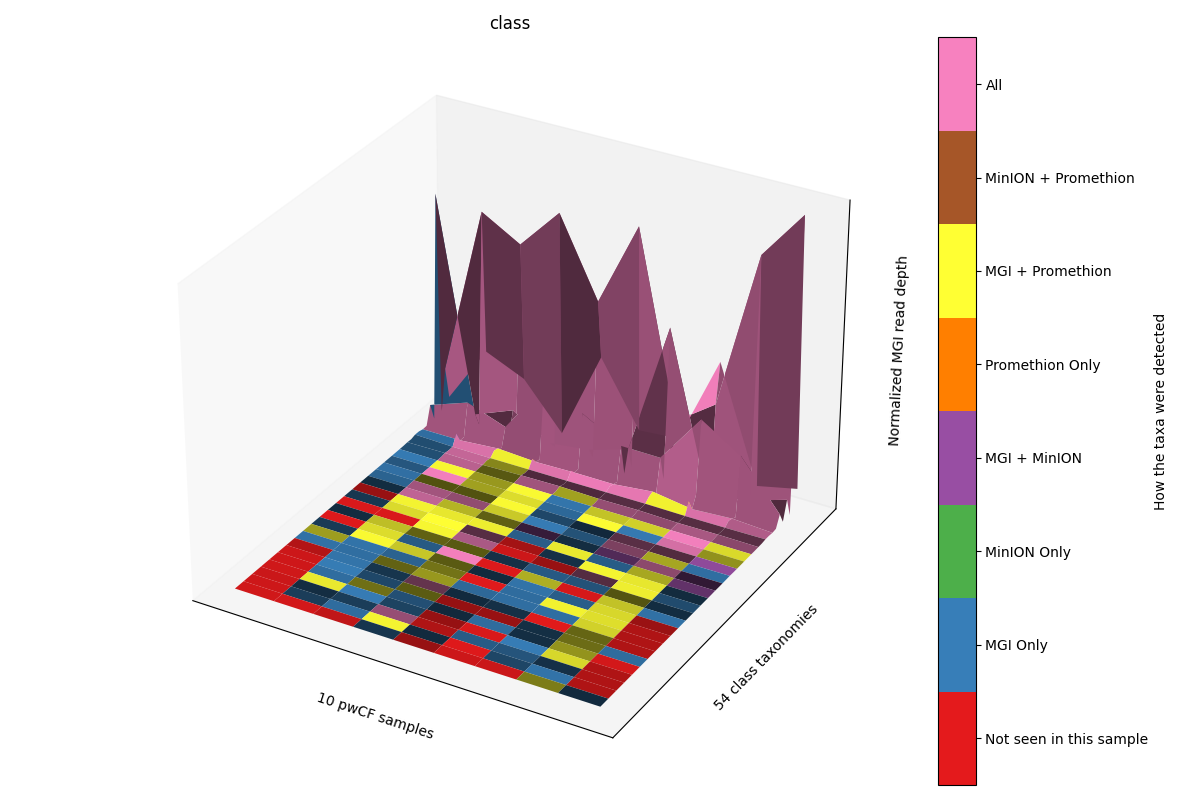 class
10 pwCF samples
54 class taxonomies
Normalized MGI read depth
All
MinION + Promethion
MGI + Promethion
Promethion Only
MGI + MinION
MinION Only
MGI Only
Not seen in this sample
How the taxa were detected